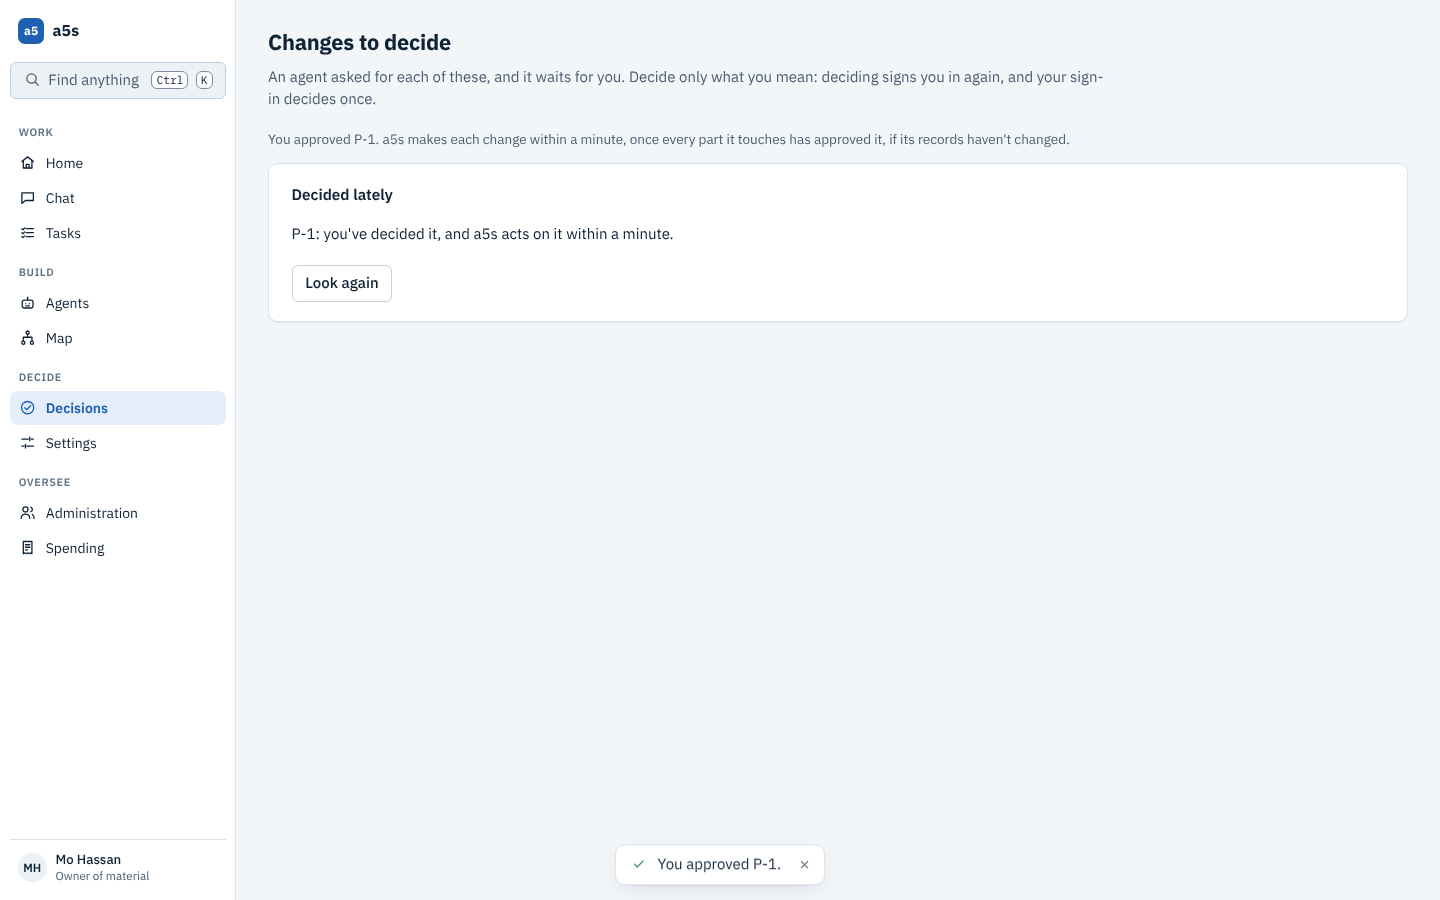 a5 a5s
Find anything Ctrl K
WORK
Home
Chat
Tasks
BUILD
Agents
Map
DECIDE
Decisions
Settings
OVERSEE
Administration
Spending
MH
Mo Hassan
Owner of material
Changes to decide
An agent asked for each of these, and it waits for you. Decide only what you mean: deciding signs you in again, and your sign-
in decides once.
You approved P-1. a5s makes each change within a minute, once every part it touches has approved it, if its records haven't changed.
Decided lately
P-1: you've decided it, and a5s acts on it within a minute.
Look again
You approved P-1.